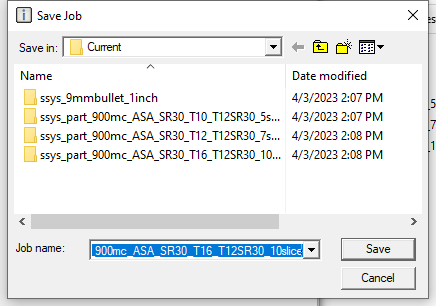 Save Job
Save in: Current
Name Date modified
ssys_9mmbullet_1inch 4/3/2023 2:07 PM
ssys_part_900mc_ASA_SR30_T10_T12SR30_5s... 4/3/2023 2:07 PM
ssys_part_900mc_ASA_SR30_T12_T12SR30_7s... 4/3/2023 2:08 PM
ssys_part_900mc_ASA_SR30_T16_T12SR30_10... 4/3/2023 2:08 PM
Job name: _900mc_ASA_SR30_T16_T12SR30_10slice
Save
Cancel